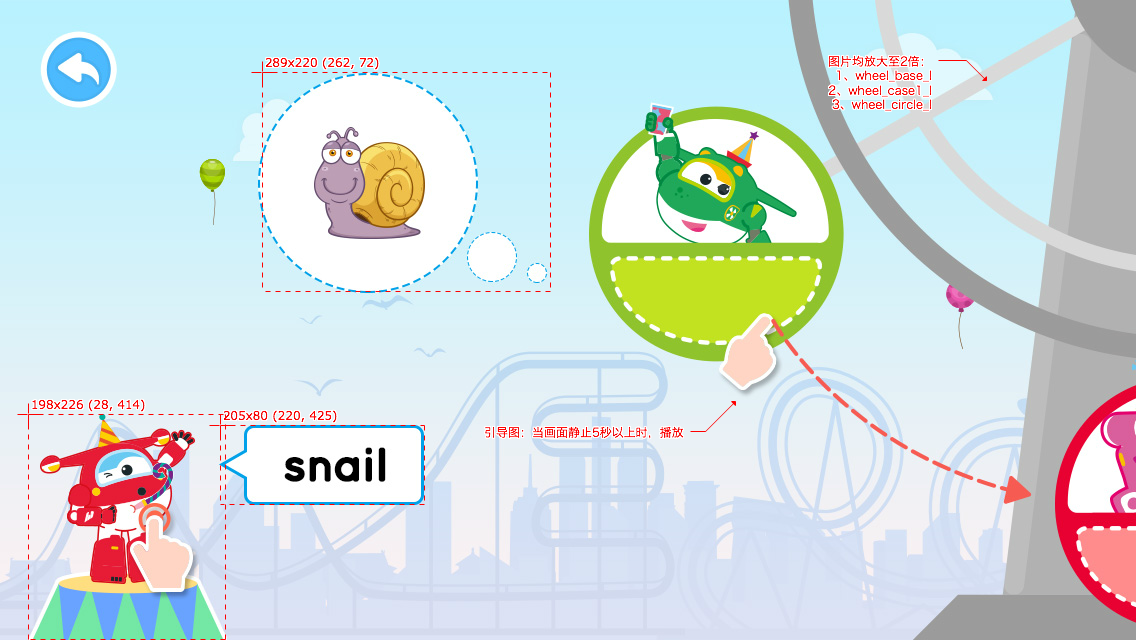 289x220 (262, 72)
图片均放大至2倍：
1、wheel_base_l
2、wheel_case1_l
3、wheel_circle_l
198x226 (28, 414)
205x80 (220, 425)
引导图：当画面静止5秒以上时，播放
snail